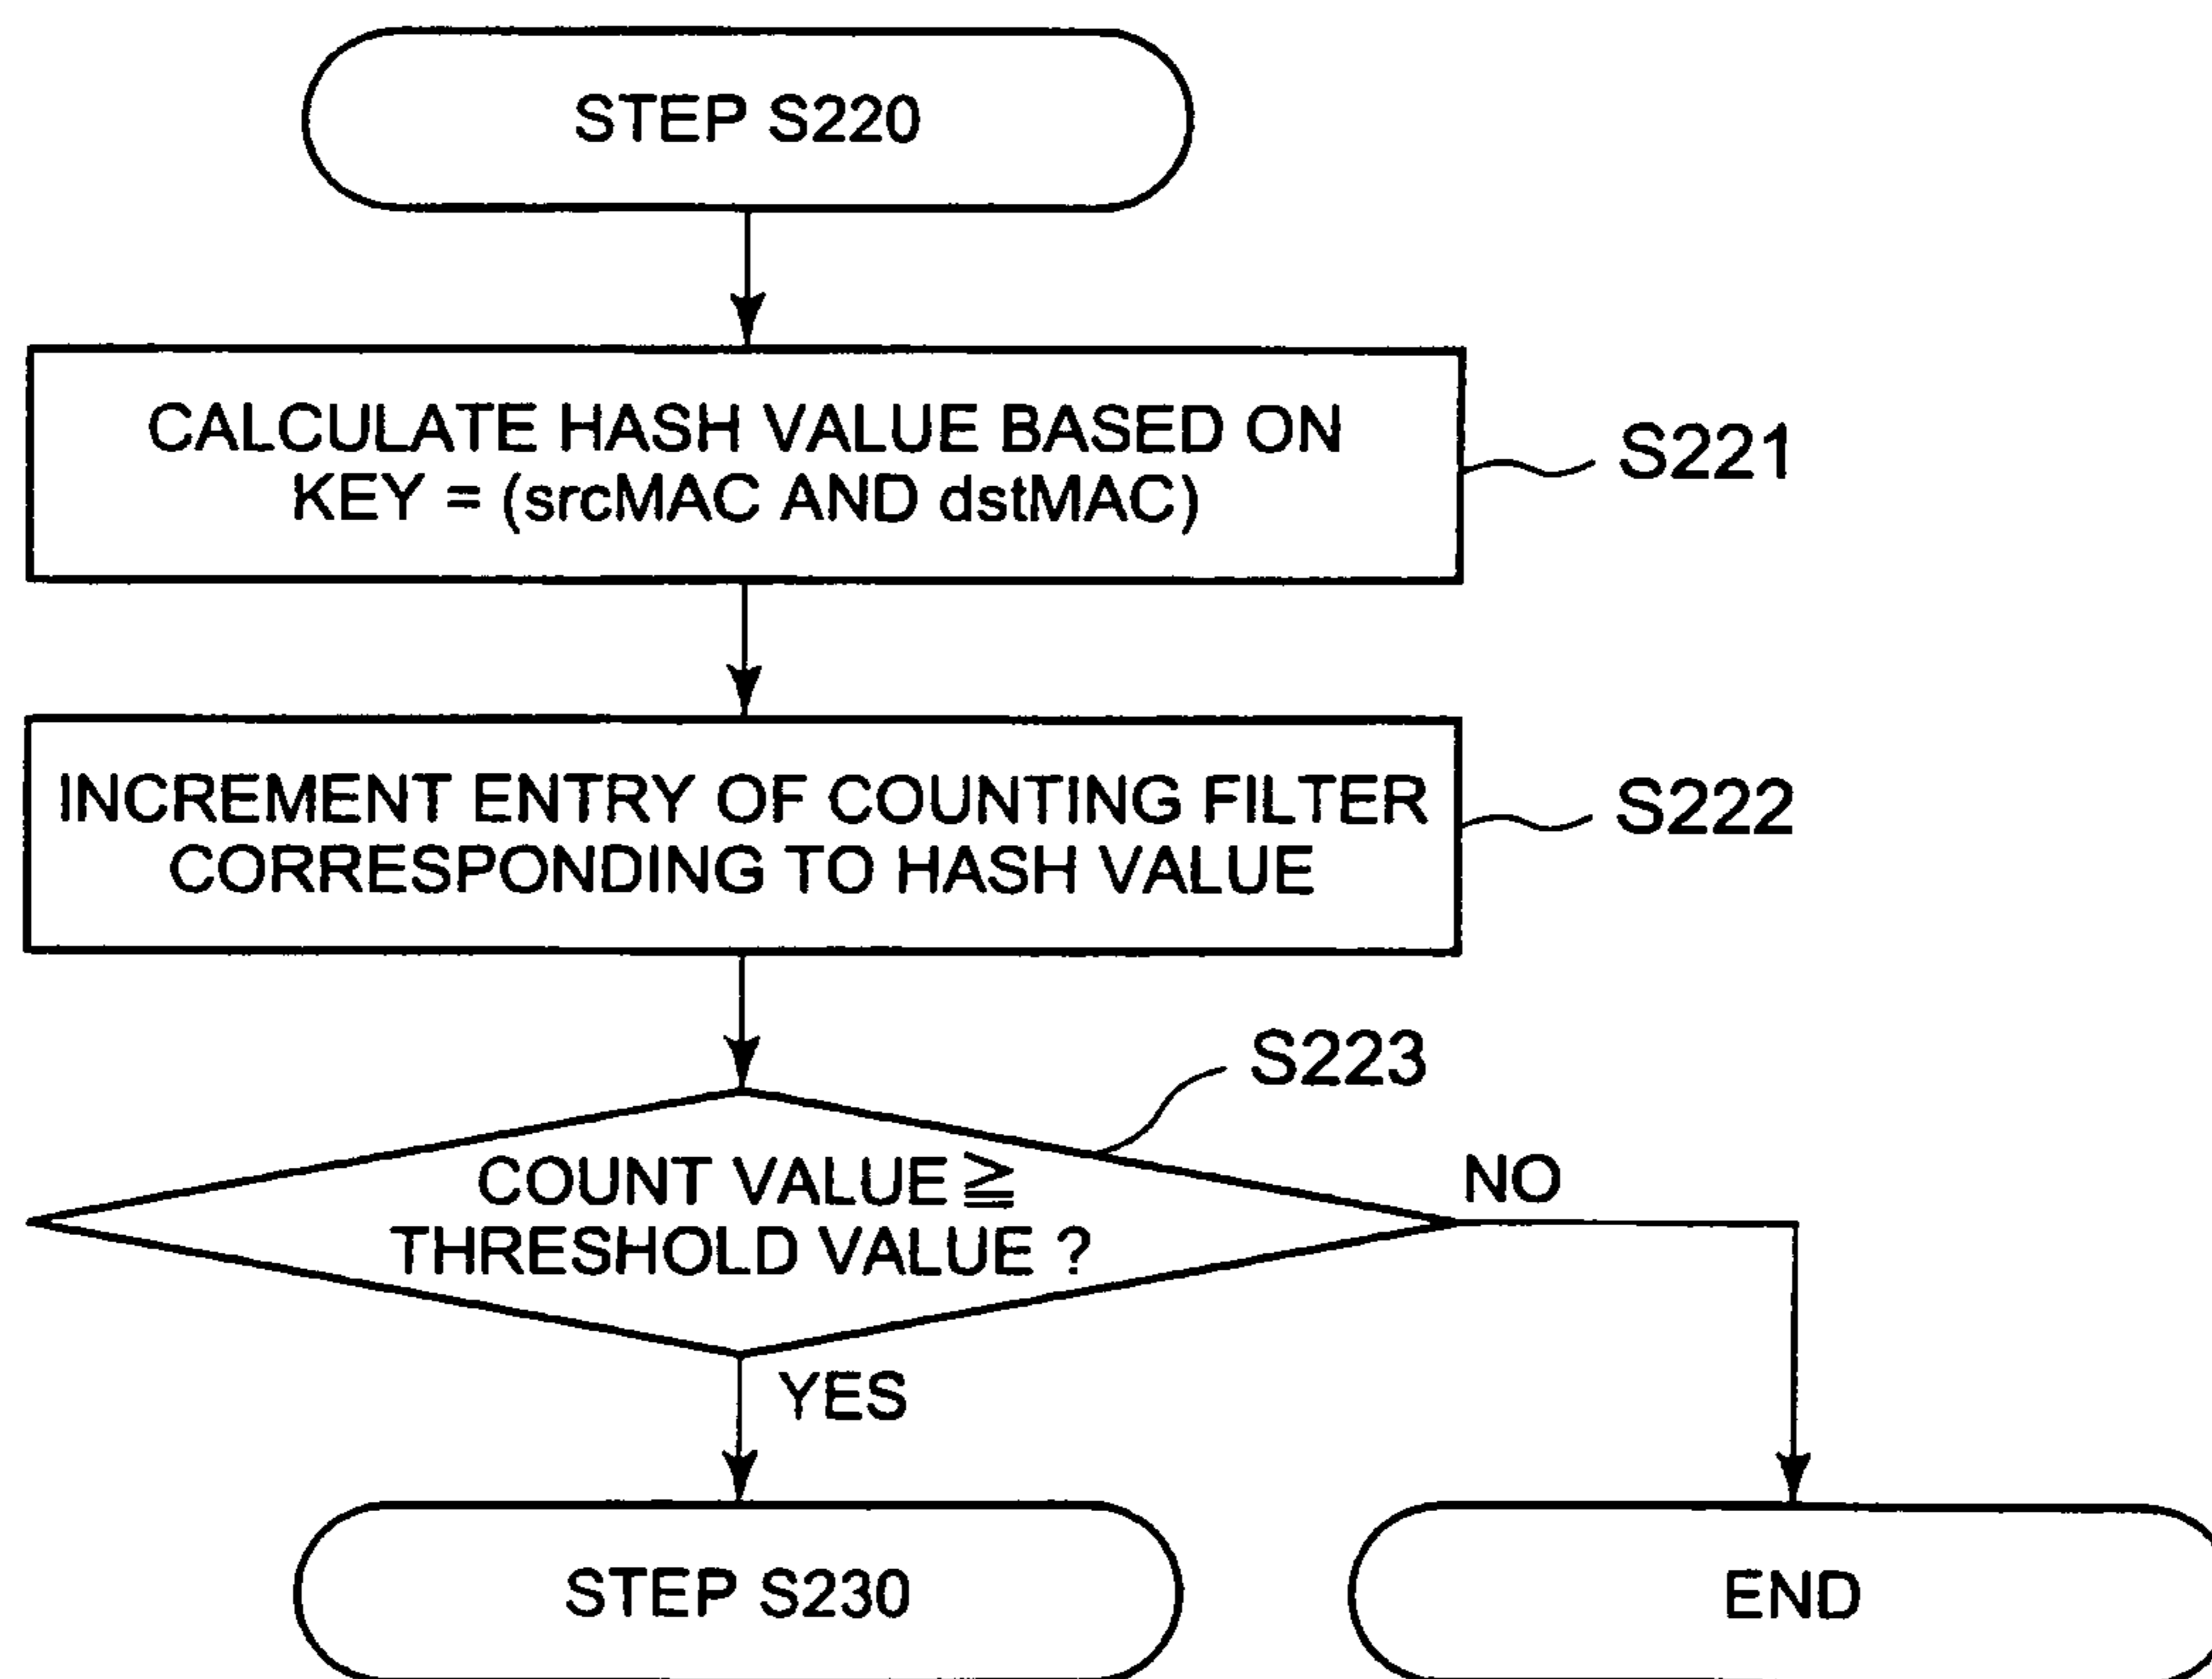 STEP S220
CALCULATE HASH VALUE BASED ON
KEY = (srcMAC AND dstMAC)
S221
INCREMENT ENTRY OF COUNTING FILTER
CORRESPONDING TO HASH VALUE
S222
S223
COUNT VALUE ≧
THRESHOLD VALUE ?
NO
YES
STEP S230
END